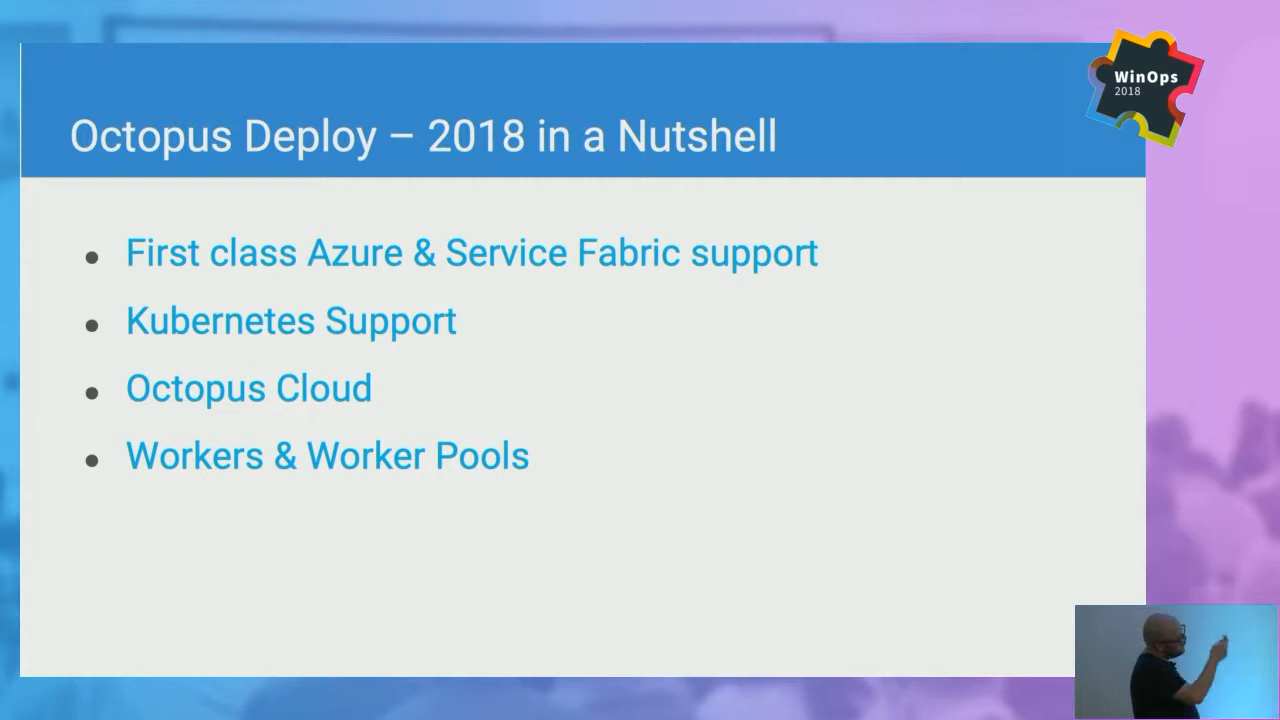 WinOps
2018
Octopus Deploy – 2018 in a Nutshell
First class Azure & Service Fabric support
Kubernetes Support
Octopus Cloud
Workers & Worker Pools